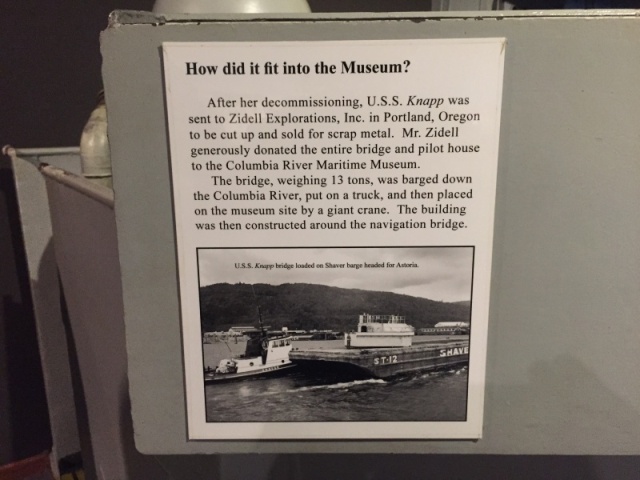 How did it fit into the Museum?
After her decommissioning, U.S.S. Knapp was
sent to Zidell Explorations, Inc. in Portland, Oregon
to be cut up and sold for scrap metal. Mr. Zidell
generously donated the entire bridge and pilot house
to the Columbia River Maritime Museum.
The bridge, weighing 13 tons, was barged down
the Columbia River, put on a truck, and then placed
on the museum site by a giant crane. The building
was then constructed around the navigation bridge.
U.S.S. Knapp bridge loaded on Shaver barge headed for Astoria.
ST-12
SHAVE